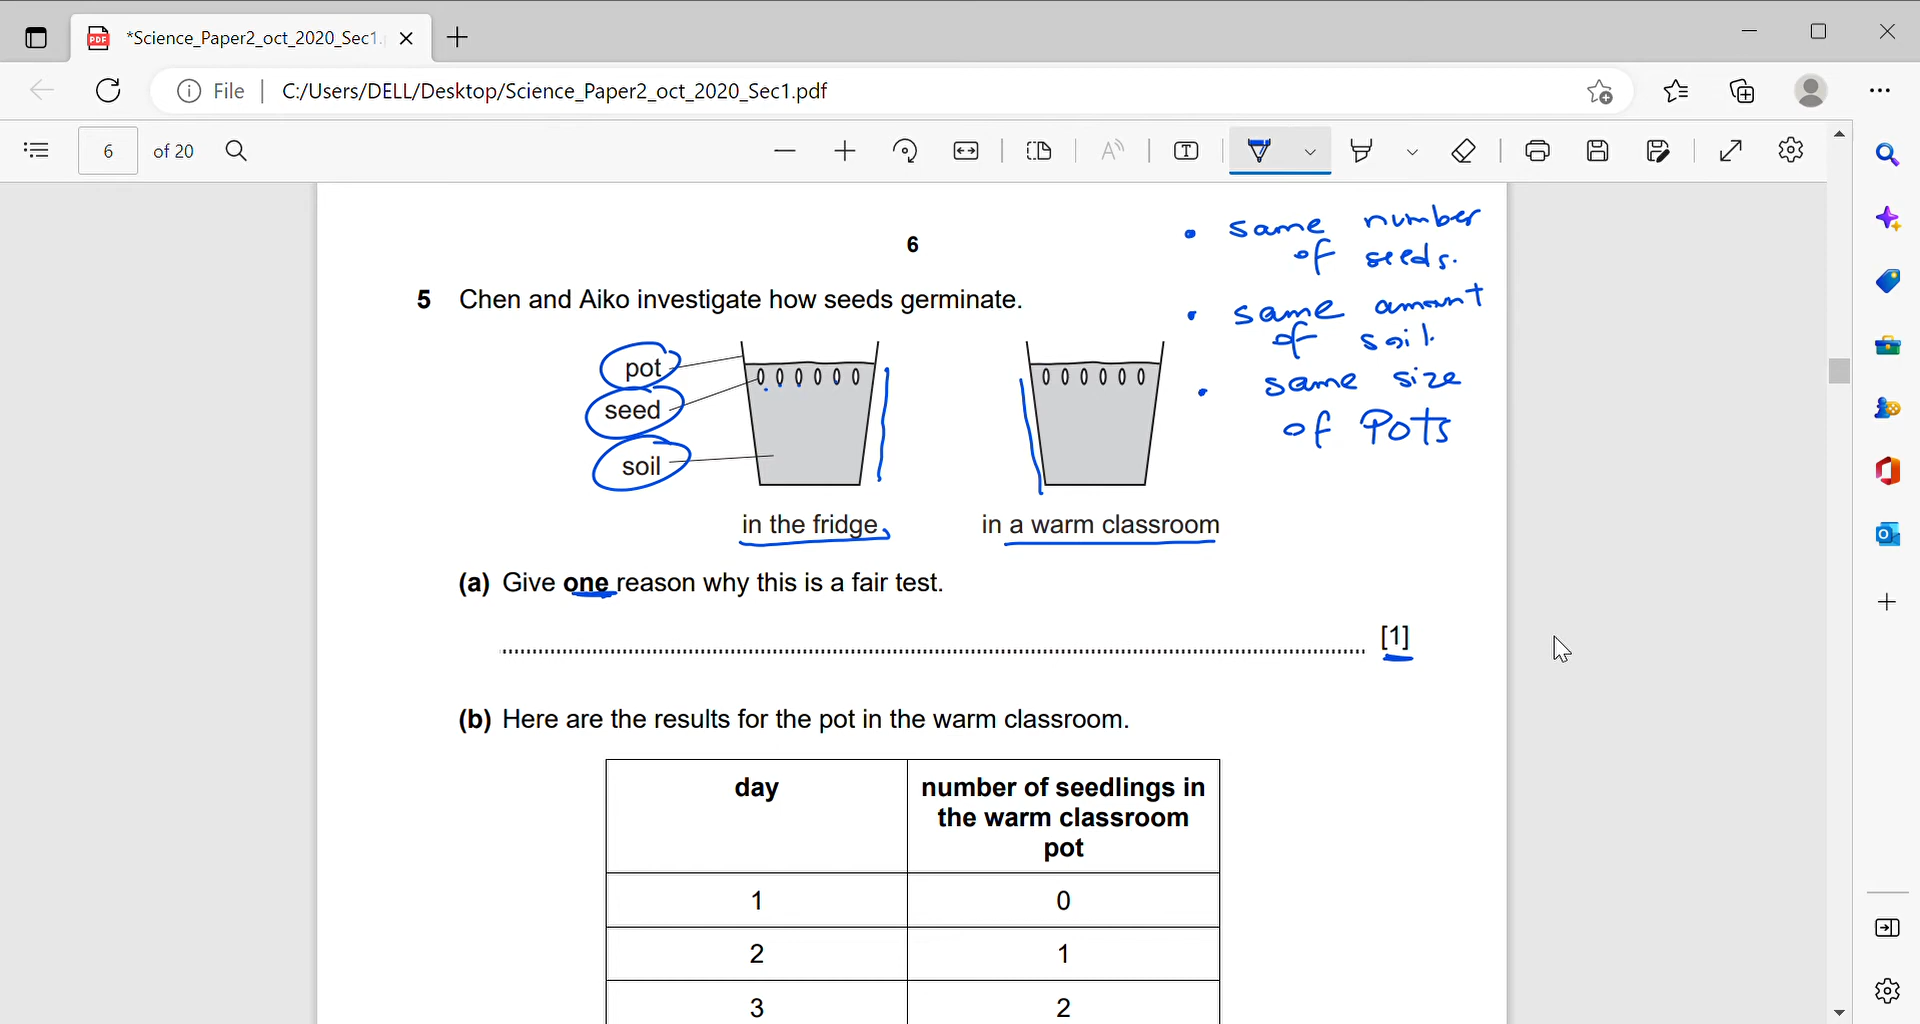 *Science_Paper2_oct_2020_Sec1.
File
C:/Users/DELL/Desktop/Science_Paper2_oct_2020_Sec1.pdf
6 of 20
6
• same number
of seeds.
5 Chen and Aiko investigate how seeds germinate.
• same amount
of soil.
pot
seed
soil
• same size
of Pots
in the fridge
in a warm classroom
(a) Give one reason why this is a fair test.
[1]
(b) Here are the results for the pot in the warm classroom.
day
number of seedlings in
the warm classroom
pot
1 0
2 1
3 2